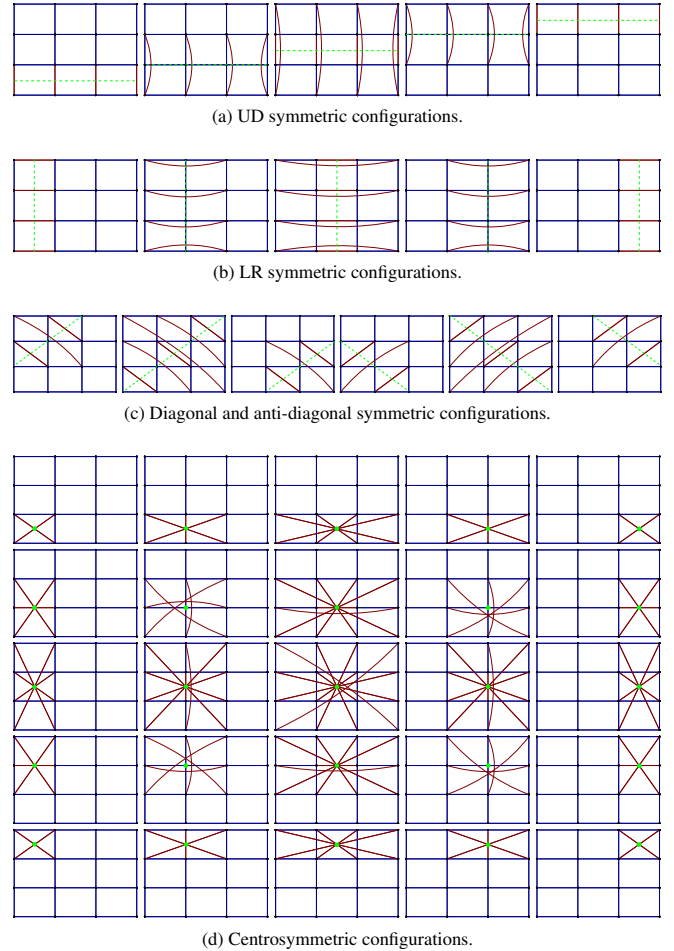 (a) UD symmetric configurations.
(b) LR symmetric configurations.
(c) Diagonal and anti-diagonal symmetric configurations.
(d) Centrosymmetric configurations.